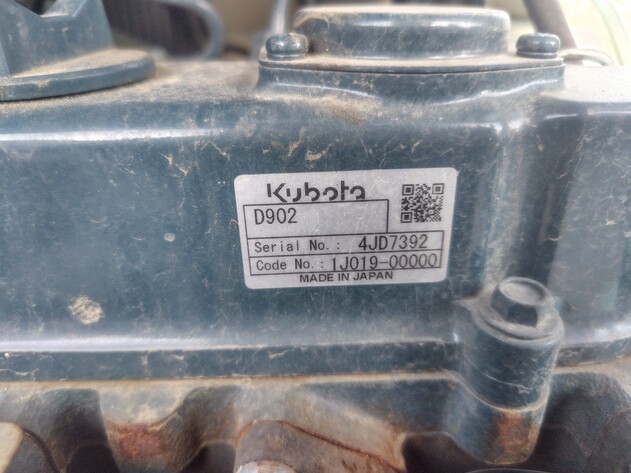 Kubota
D902
Serial No.: 4JD7392
Code No.: 1J019-00000
MADE IN JAPAN